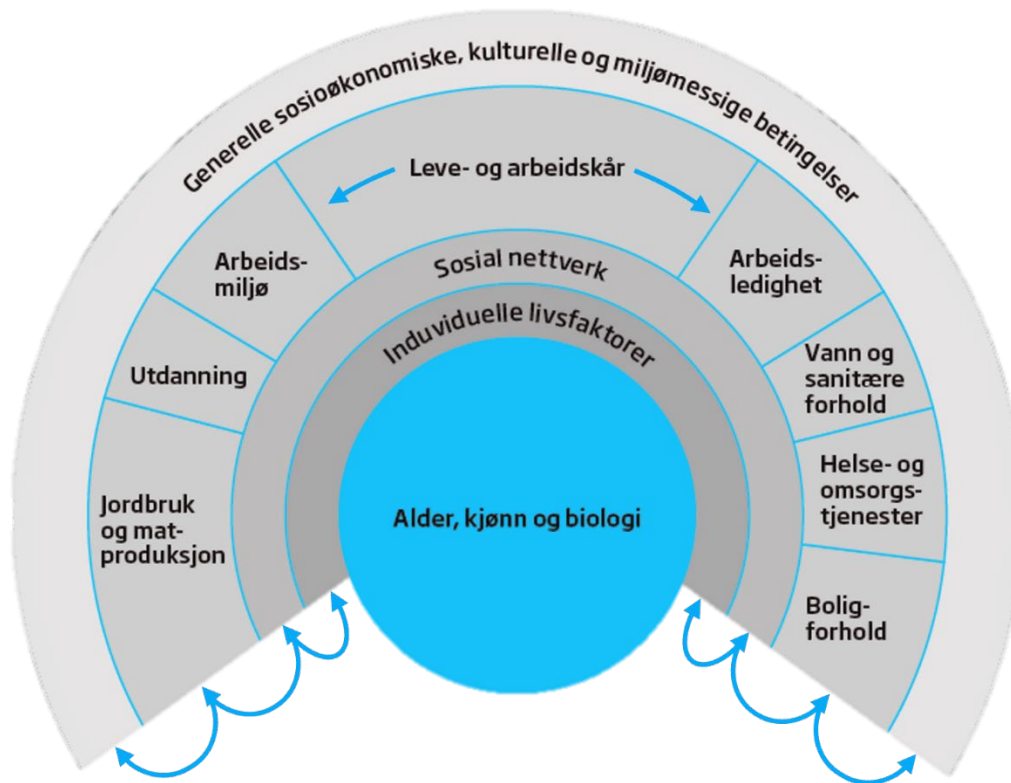 Generelle sosioøkonomiske, kulturelle og miljømessige betingelser
Leve- og arbeidskår
Arbeids-
miljø
Sosial nettverk
Arbeids-
ledighet
Induviduelle livsfaktorer
Utdanning
Vann og
sanitære
forhold
Jordbruk
og mat-
produksjon
Alder, kjønn og biologi
Helse- og
omsorgs-
tjenester
Bolig-
forhold